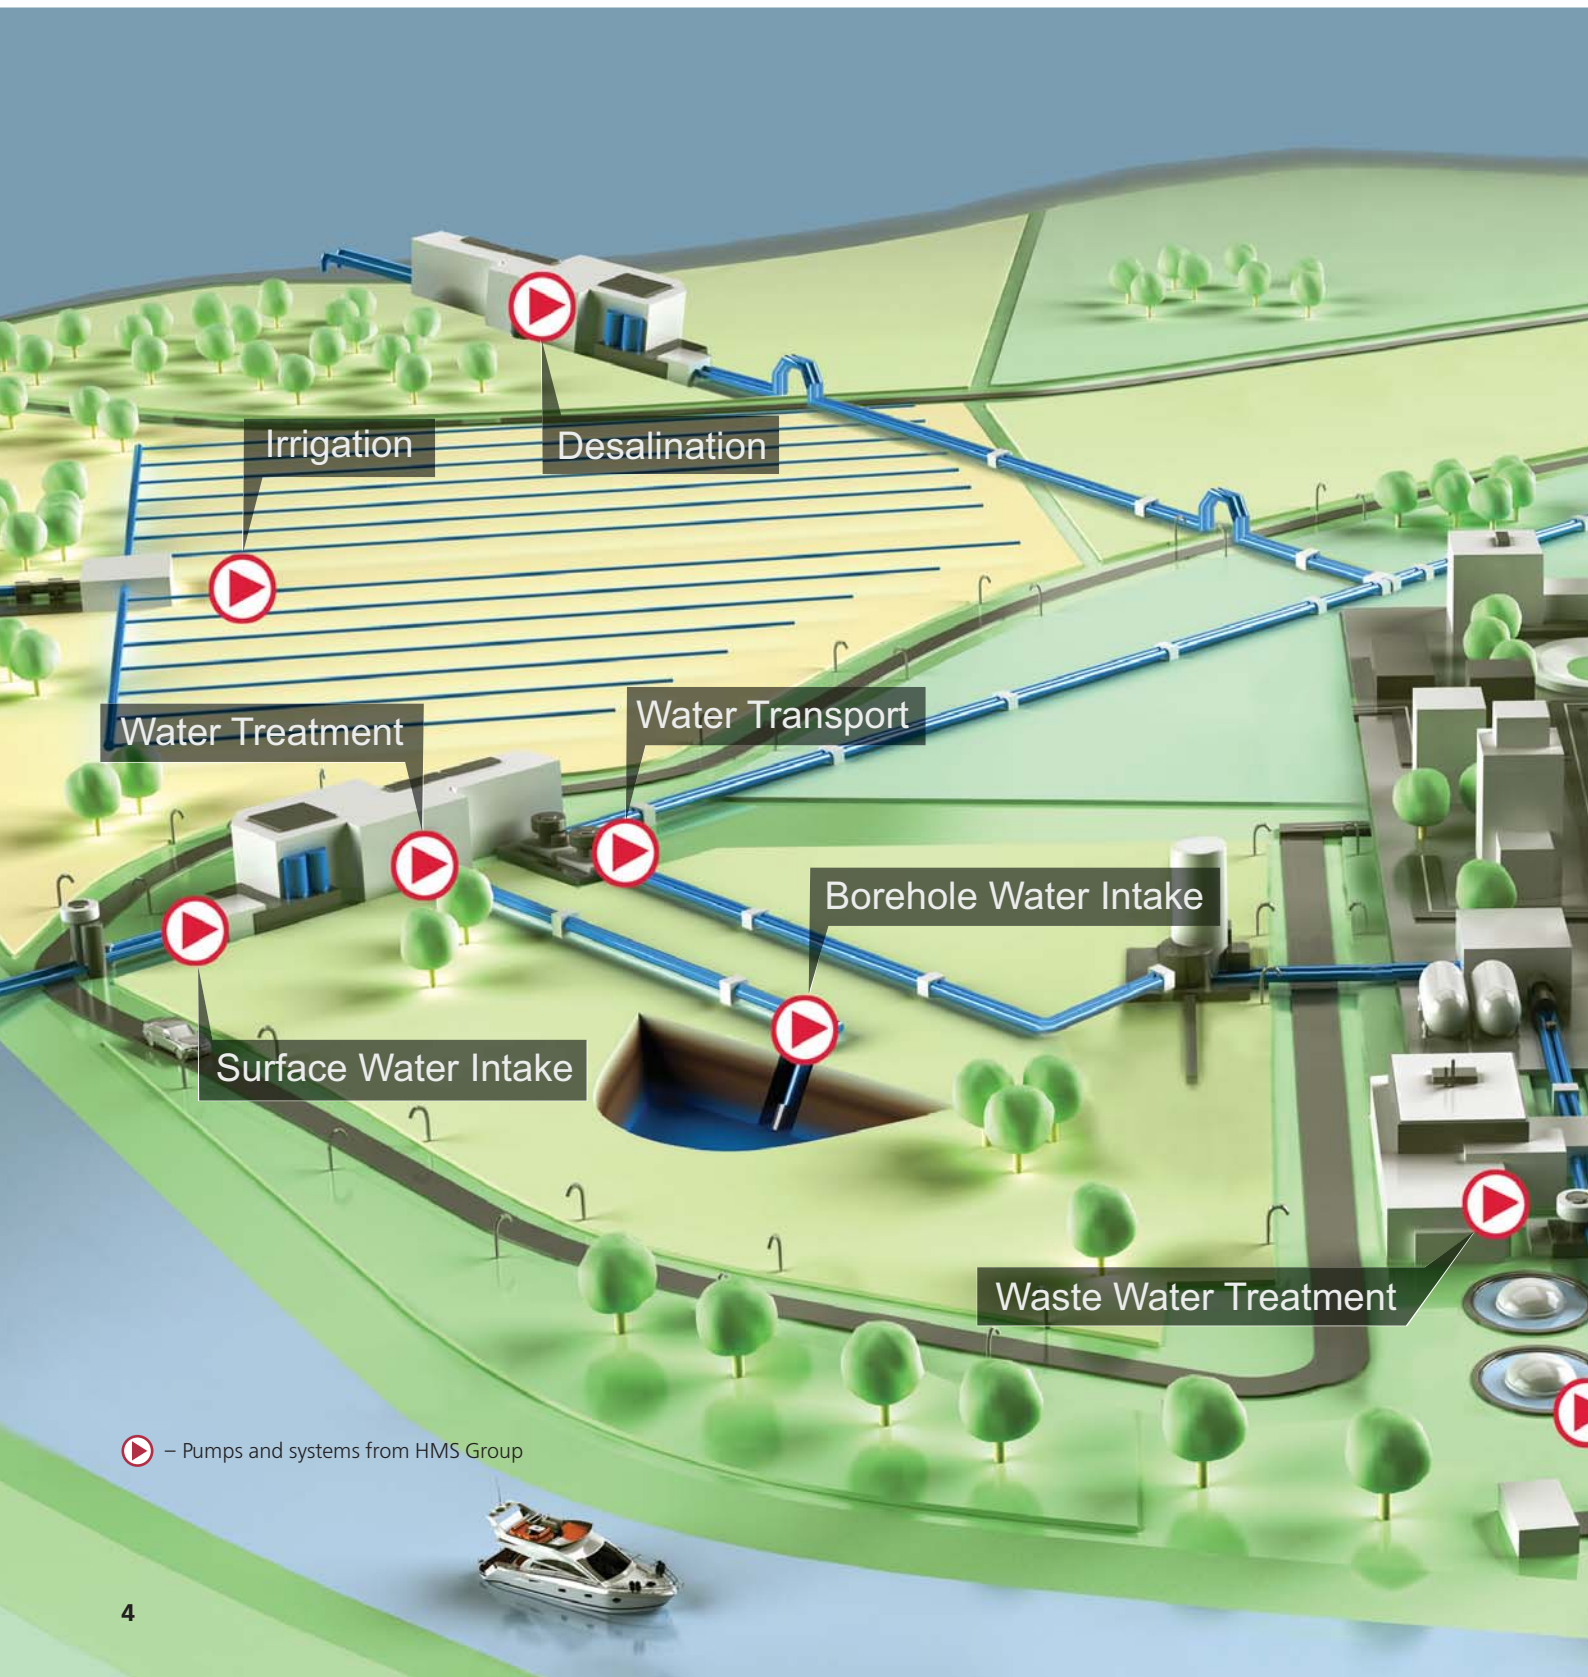 Irrigation
Desalination
Water Treatment
Water Transport
Borehole Water Intake
Surface Water Intake
Waste Water Treatment
– Pumps and systems from HMS Group
4